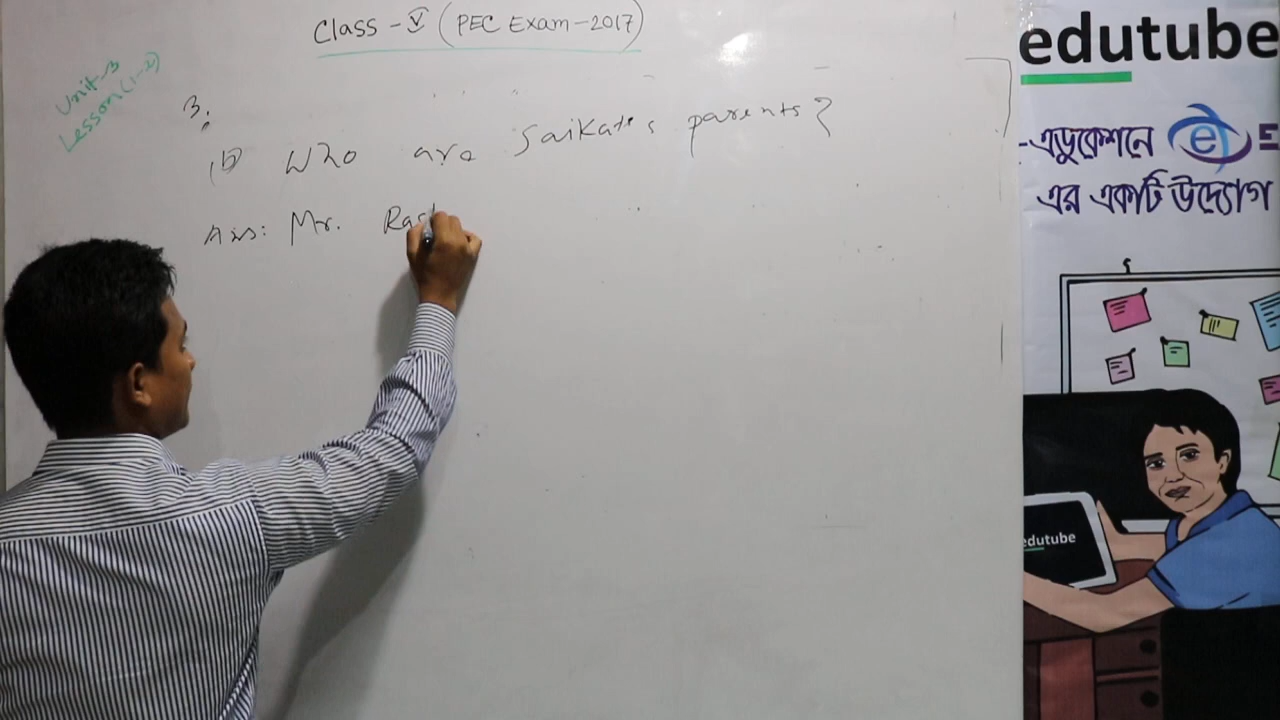 Class - V (PEC Exam-2017)
Unit-3
Lesson (1-2)
3.
Who are Saikat's parents?
Ans: Mr.
edutube
-এডুকেশনে e E
এর একটি উদ্যোগ
edutube